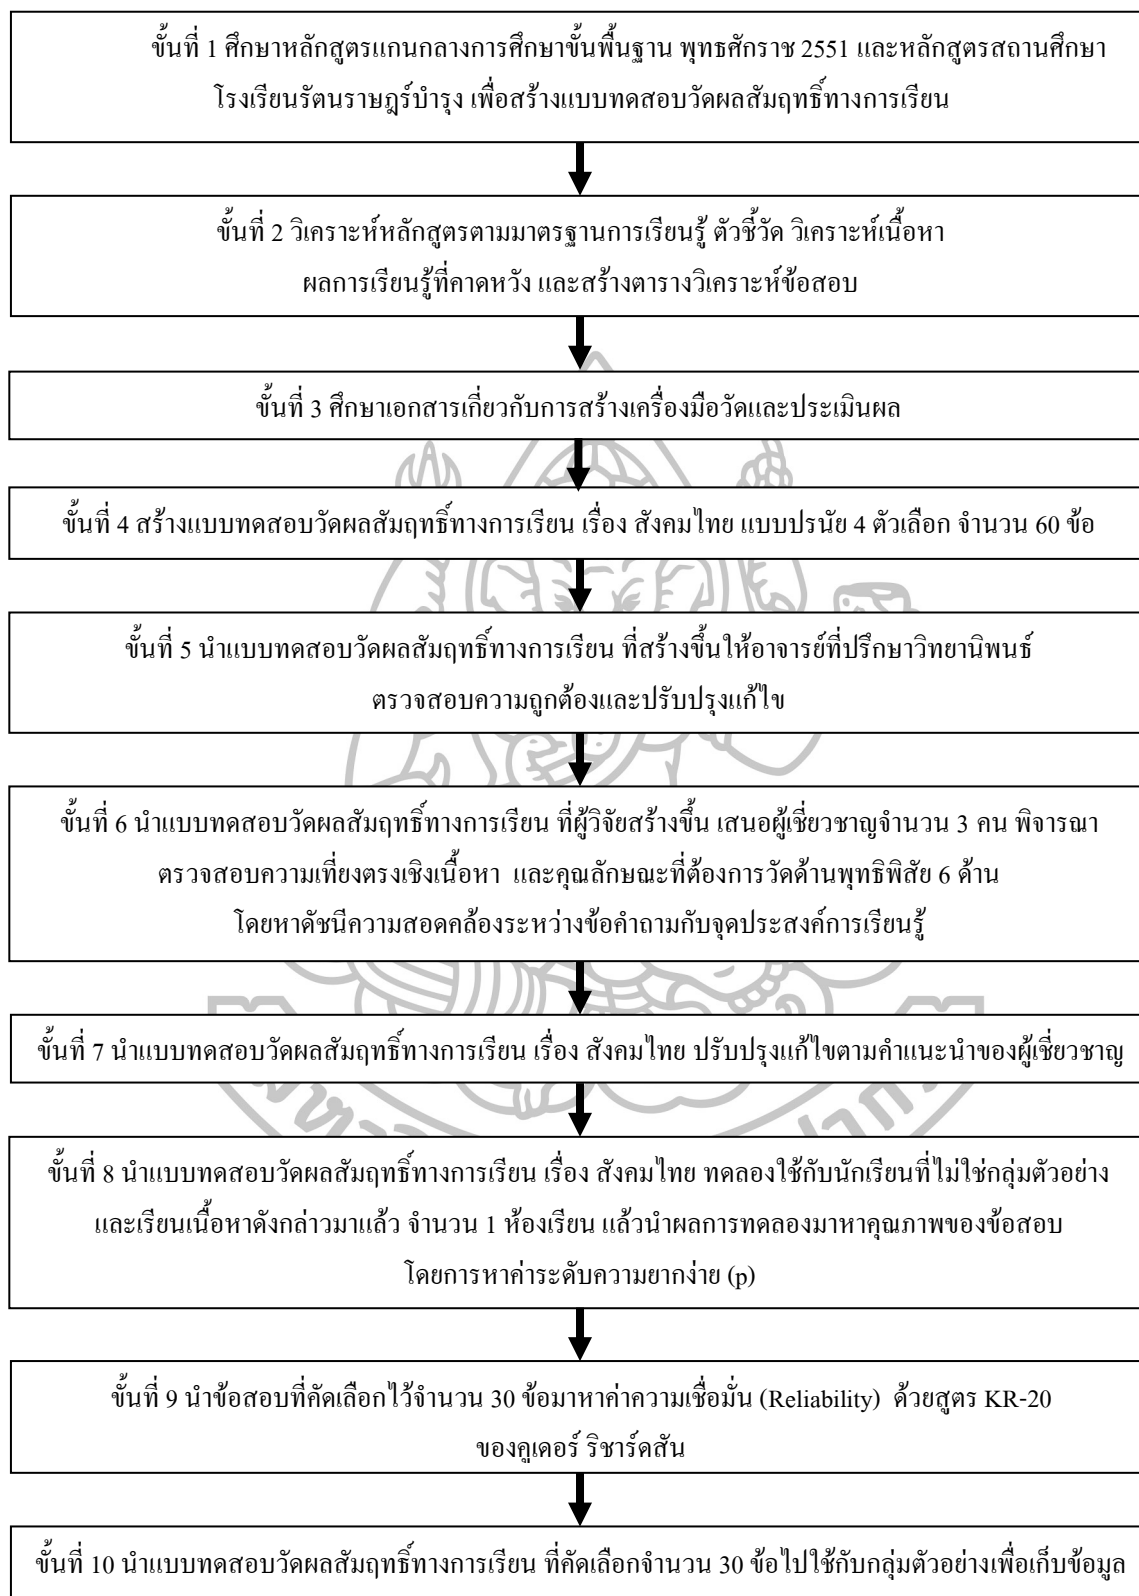 ขั้นที่ 1 ศึกษาหลักสูตรแกนกลางการศึกษาขั้นพื้นฐาน พุทธศักราช 2551 และหลักสูตรสถานศึกษา
โรงเรียนรัตนราษฎร์บำรุง เพื่อสร้างแบบทดสอบวัดผลสัมฤทธิ์ทางการเรียน
ขั้นที่ 2 วิเคราะห์หลักสูตรตามมาตรฐานการเรียนรู้ ตัวชี้วัด วิเคราะห์เนื้อหา
ผลการเรียนรู้ที่คาดหวัง และสร้างตารางวิเคราะห์ข้อสอบ
ขั้นที่ 3 ศึกษาเอกสารเกี่ยวกับการสร้างเครื่องมือวัดและประเมินผล
ขั้นที่ 4 สร้างแบบทดสอบวัดผลสัมฤทธิ์ทางการเรียน เรื่อง สังคมไทย แบบปรนัย 4 ตัวเลือก จำนวน 60 ข้อ
ขั้นที่ 5 นำแบบทดสอบวัดผลสัมฤทธิ์ทางการเรียน ที่สร้างขึ้นให้อาจารย์ที่ปรึกษาวิทยานิพนธ์
ตรวจสอบความถูกต้องและปรับปรุงแก้ไข
ขั้นที่ 6 นำแบบทดสอบวัดผลสัมฤทธิ์ทางการเรียน ที่ผู้วิจัยสร้างขึ้น เสนอผู้เชี่ยวชาญจำนวน 3 คน พิจารณา
ตรวจสอบความเที่ยงตรงเชิงเนื้อหา และคุณลักษณะที่ต้องการวัดด้านพุทธิพิสัย 6 ด้าน
โดยหาดัชนีความสอดคล้องระหว่างข้อคำถามกับจุดประสงค์การเรียนรู้
ขั้นที่ 7 นำแบบทดสอบวัดผลสัมฤทธิ์ทางการเรียน เรื่อง สังคมไทย ปรับปรุงแก้ไขตามคำแนะนำของผู้เชี่ยวชาญ
ขั้นที่ 8 นำแบบทดสอบวัดผลสัมฤทธิ์ทางการเรียน เรื่อง สังคมไทย ทดลองใช้กับนักเรียนที่ไม่ใช่กลุ่มตัวอย่าง
และเรียนเนื้อหาดังกล่าวมาแล้ว จำนวน 1 ห้องเรียน แล้วนำผลการทดลองมาหาคุณภาพของข้อสอบ
โดยการหาค่าระดับความยากง่าย (p)
ขั้นที่ 9 นำข้อสอบที่คัดเลือกไว้จำนวน 30 ข้อมาหาค่าความเชื่อมั่น (Reliability) ด้วยสูตร KR-20
ของคูเดอร์ ริชาร์ดสัน
ขั้นที่ 10 นำแบบทดสอบวัดผลสัมฤทธิ์ทางการเรียน ที่คัดเลือกจำนวน 30 ข้อไปใช้กับกลุ่มตัวอย่างเพื่อเก็บข้อมูล